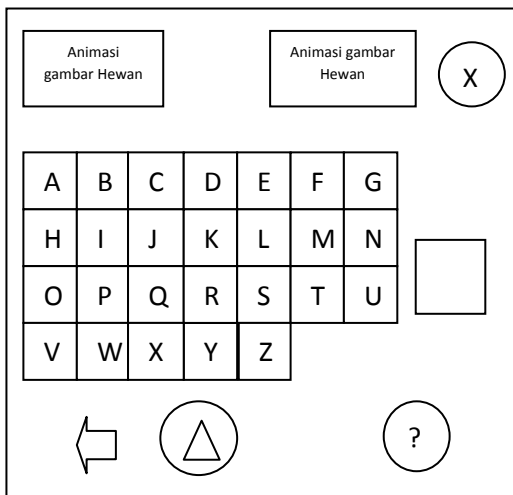 Animasi
gambar Hewan
Animasi gambar
Hewan
X
A B C D E F G
H I J K L M N
O P Q R S T U
V W X Y Z
?